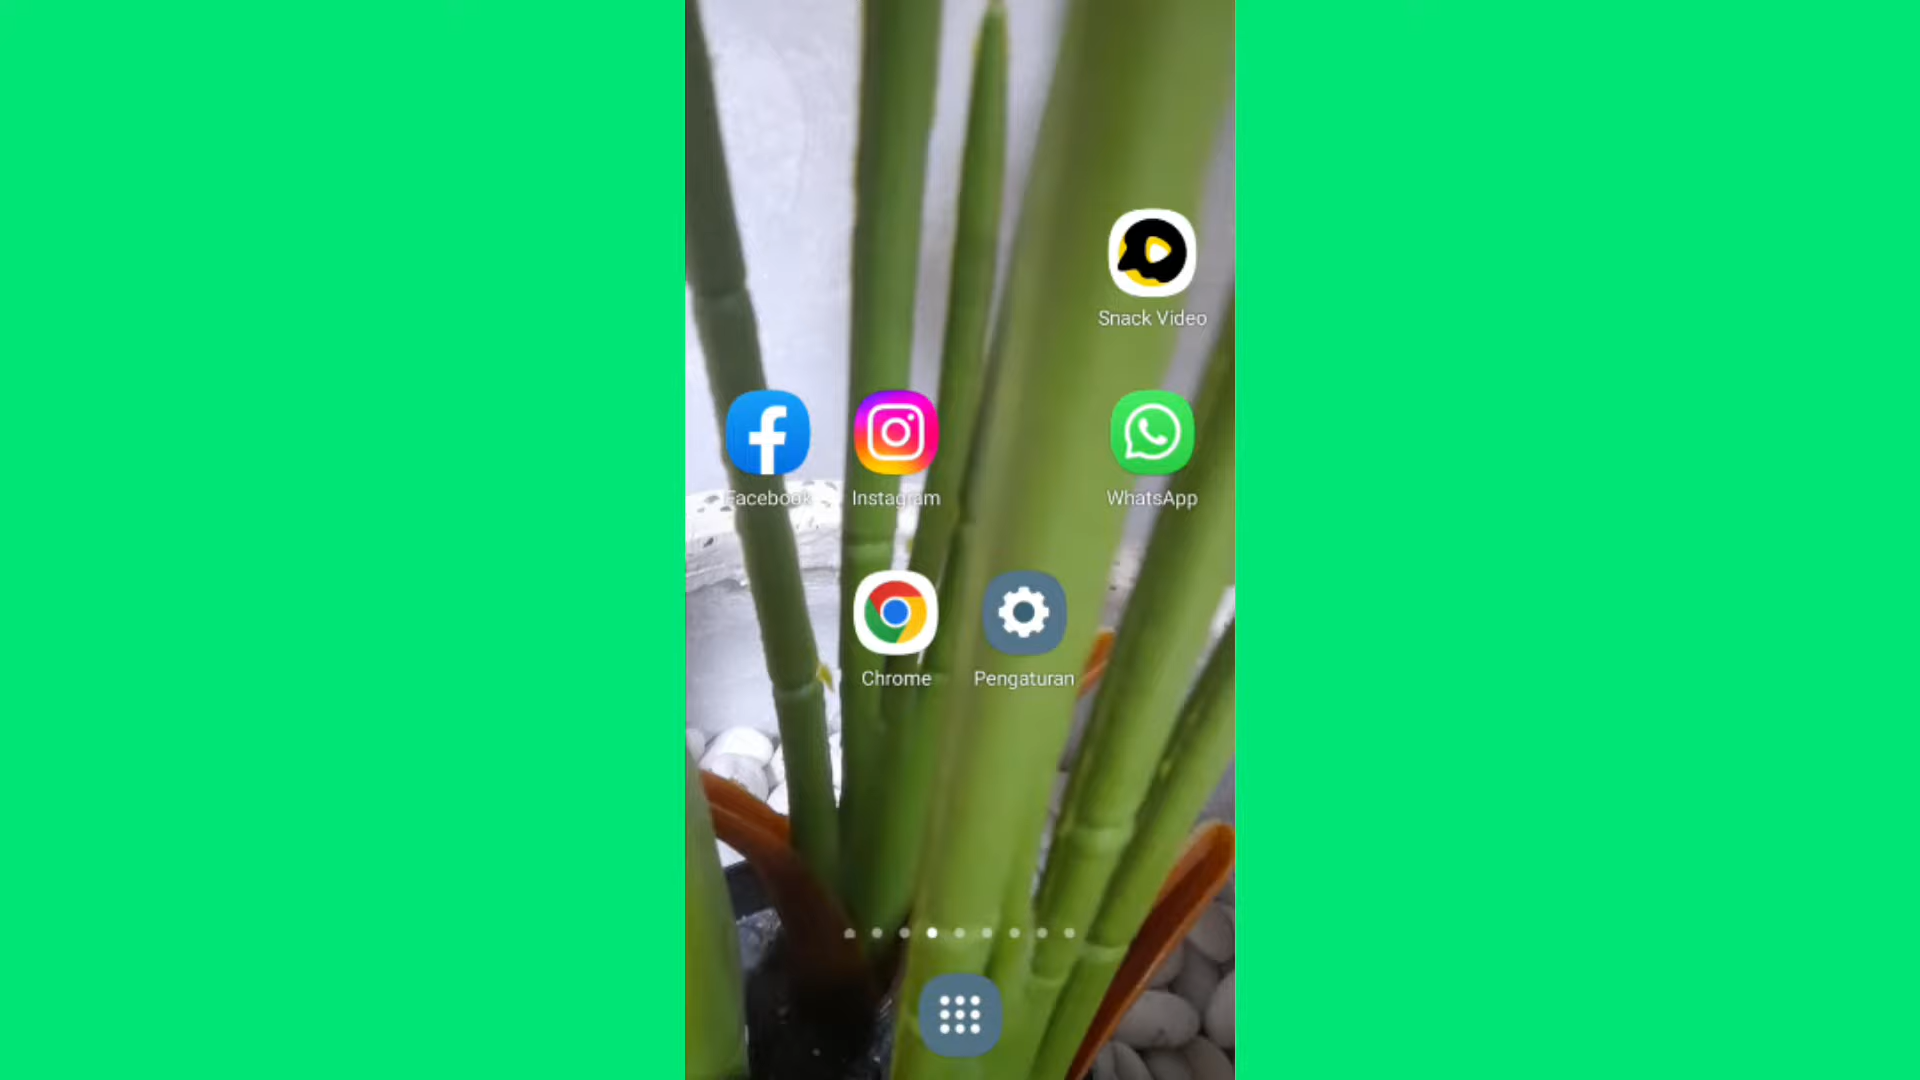 Snack Video
Facebook
Instagram
WhatsApp
Chrome
Pengaturan